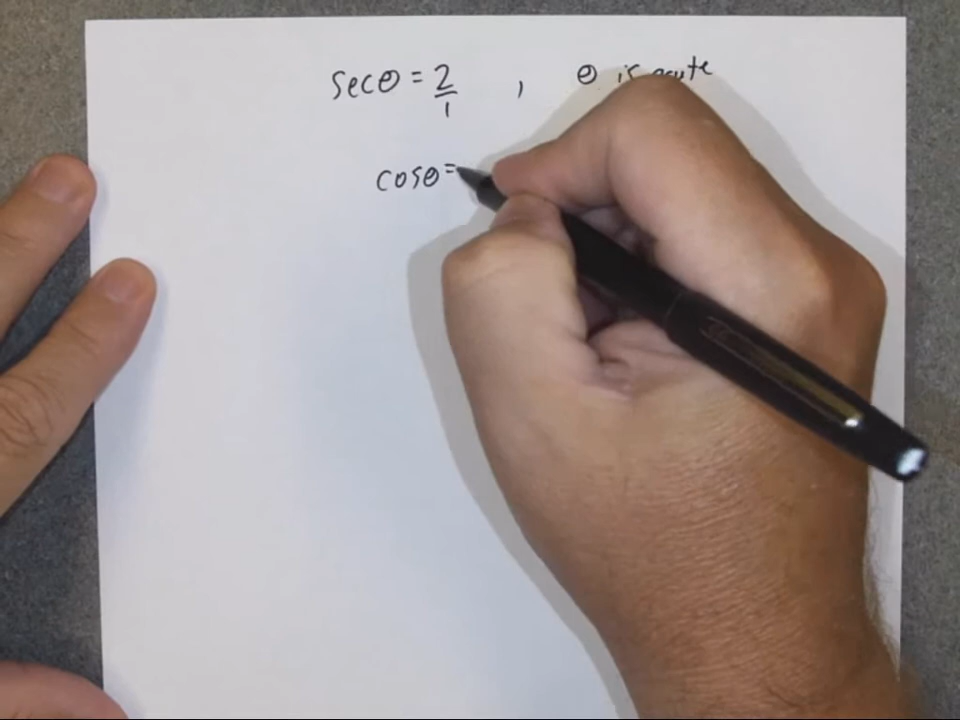 secθ = 2/1 , θ is acute
cosθ=